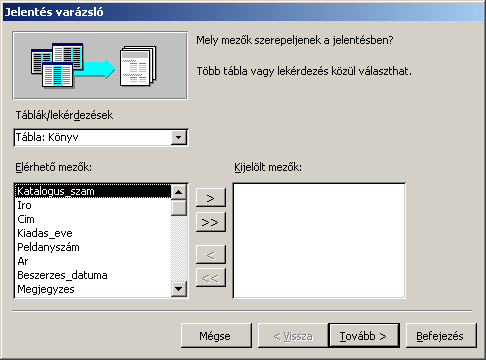 Jelentés varázsló
Mely mezők szerepeljenek a jelentésben?
Több tábla vagy lekérdezés közül választhat.
Táblák/lekérdezések
Tábla: Könyv
Elérhető mezők:
Kijelölt mezők:
Katalogus_szam
Iro
Cim
Kiadas_eve
Peldanyszám
Ar
Beszerzes_datuma
Megjegyzes
>
>>
<
<<
Mégse
< Vissza
Tovább >
Befejezés